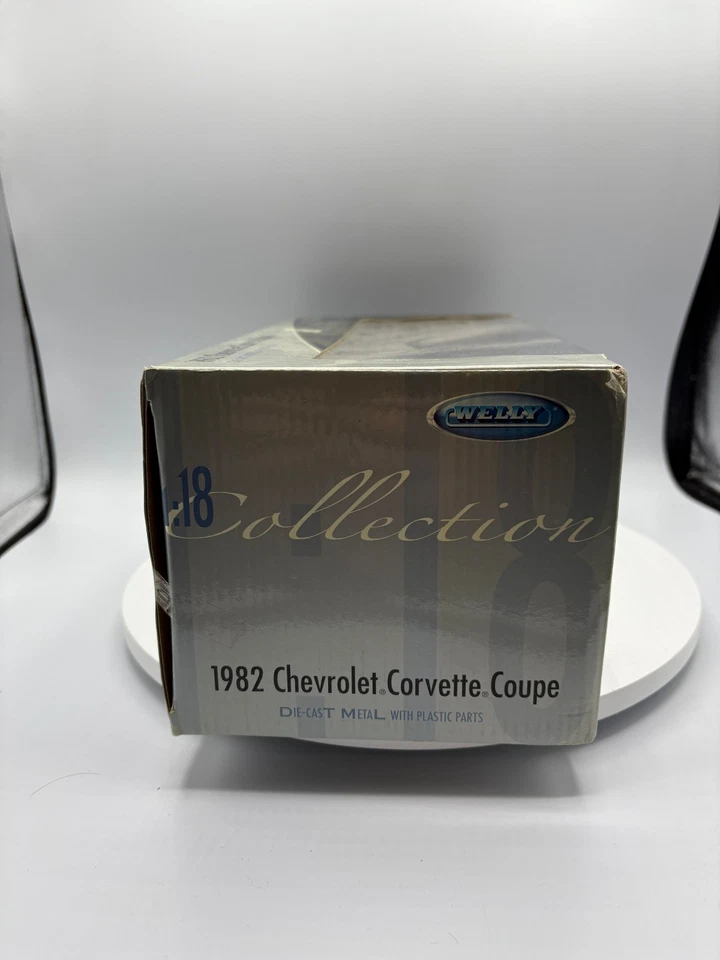 WELLY
:18
Collection
1982 Chevrolet® Corvette® Coupe
DIE-CAST METAL WITH PLASTIC PARTS